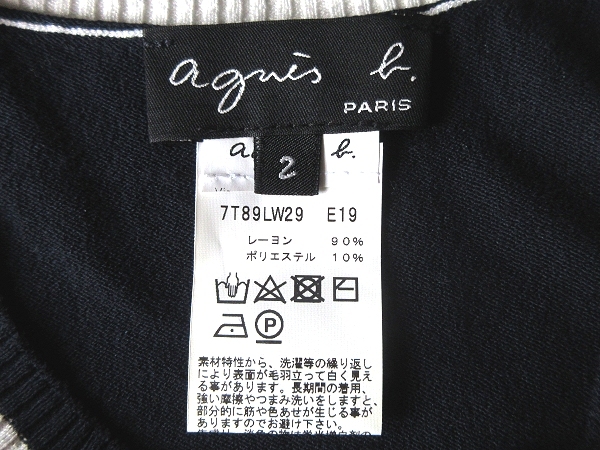 agnès b.
PARIS
a b.
2
7T89LW29 E19
レーヨン 90%
ポリエステル 10%
P
素材特性から、洗濯等の繰り返し
により表面が毛羽立って白く見え
る事があります。長期間の着用、
強い摩擦やつまみ洗いをしますと、
部分的に筋や色あせが生じる事が
ありますのでお避け下さい。